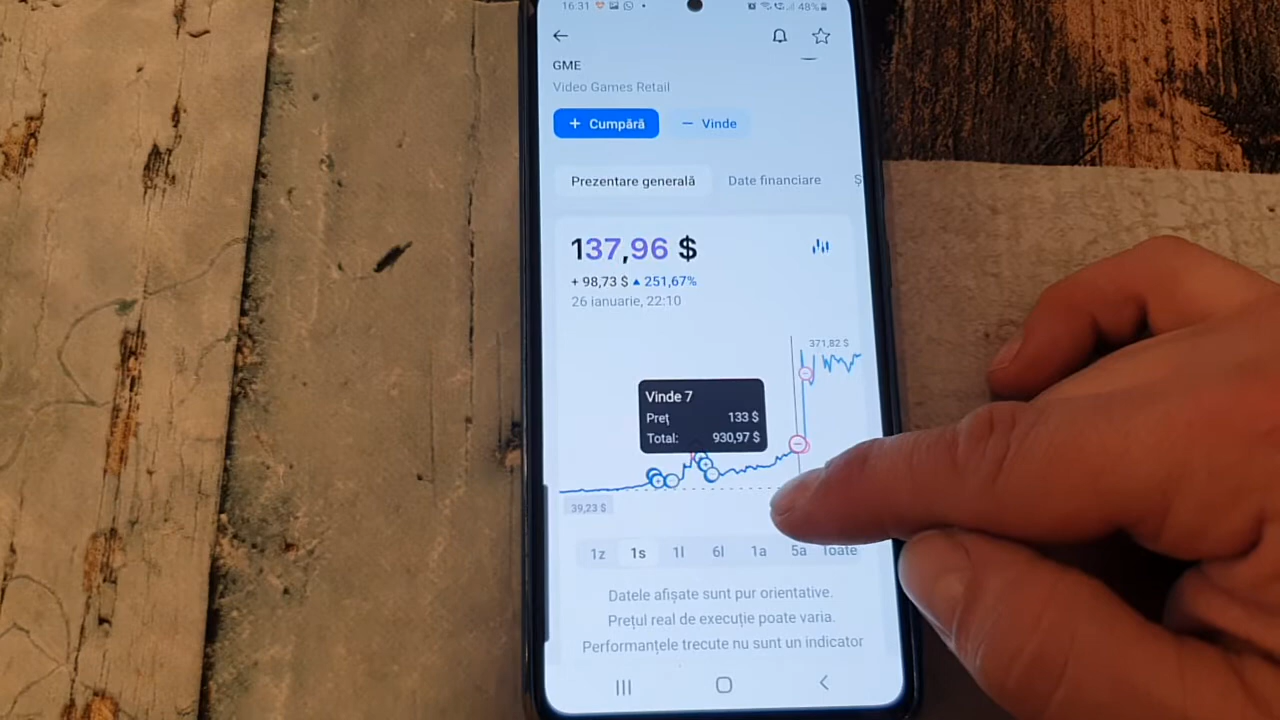 16:31
48%
GME
Video Games Retail
+ Cumpără
− Vinde
Prezentare generală
Date financiare
Ș
137,96 $
+ 98,73 $ ▲ 251,67%
26 ianuarie, 22:10
371,82 $
Vinde 7
Preț 133 $
Total: 930,97 $
39,23 $
1z 1s 1l 6l 1a 5a Toate
Datele afișate sunt pur orientative.
Prețul real de execuție poate varia.
Performanțele trecute nu sunt un indicator